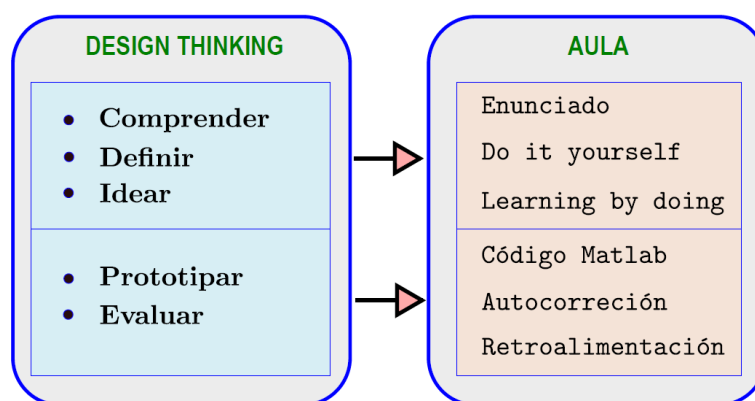 DESIGN THINKING
Comprender
Definir
Idear
Prototipar
Evaluar
AULA
Enunciado
Do it yourself
Learning by doing
Código Matlab
Autocorreción
Retroalimentación